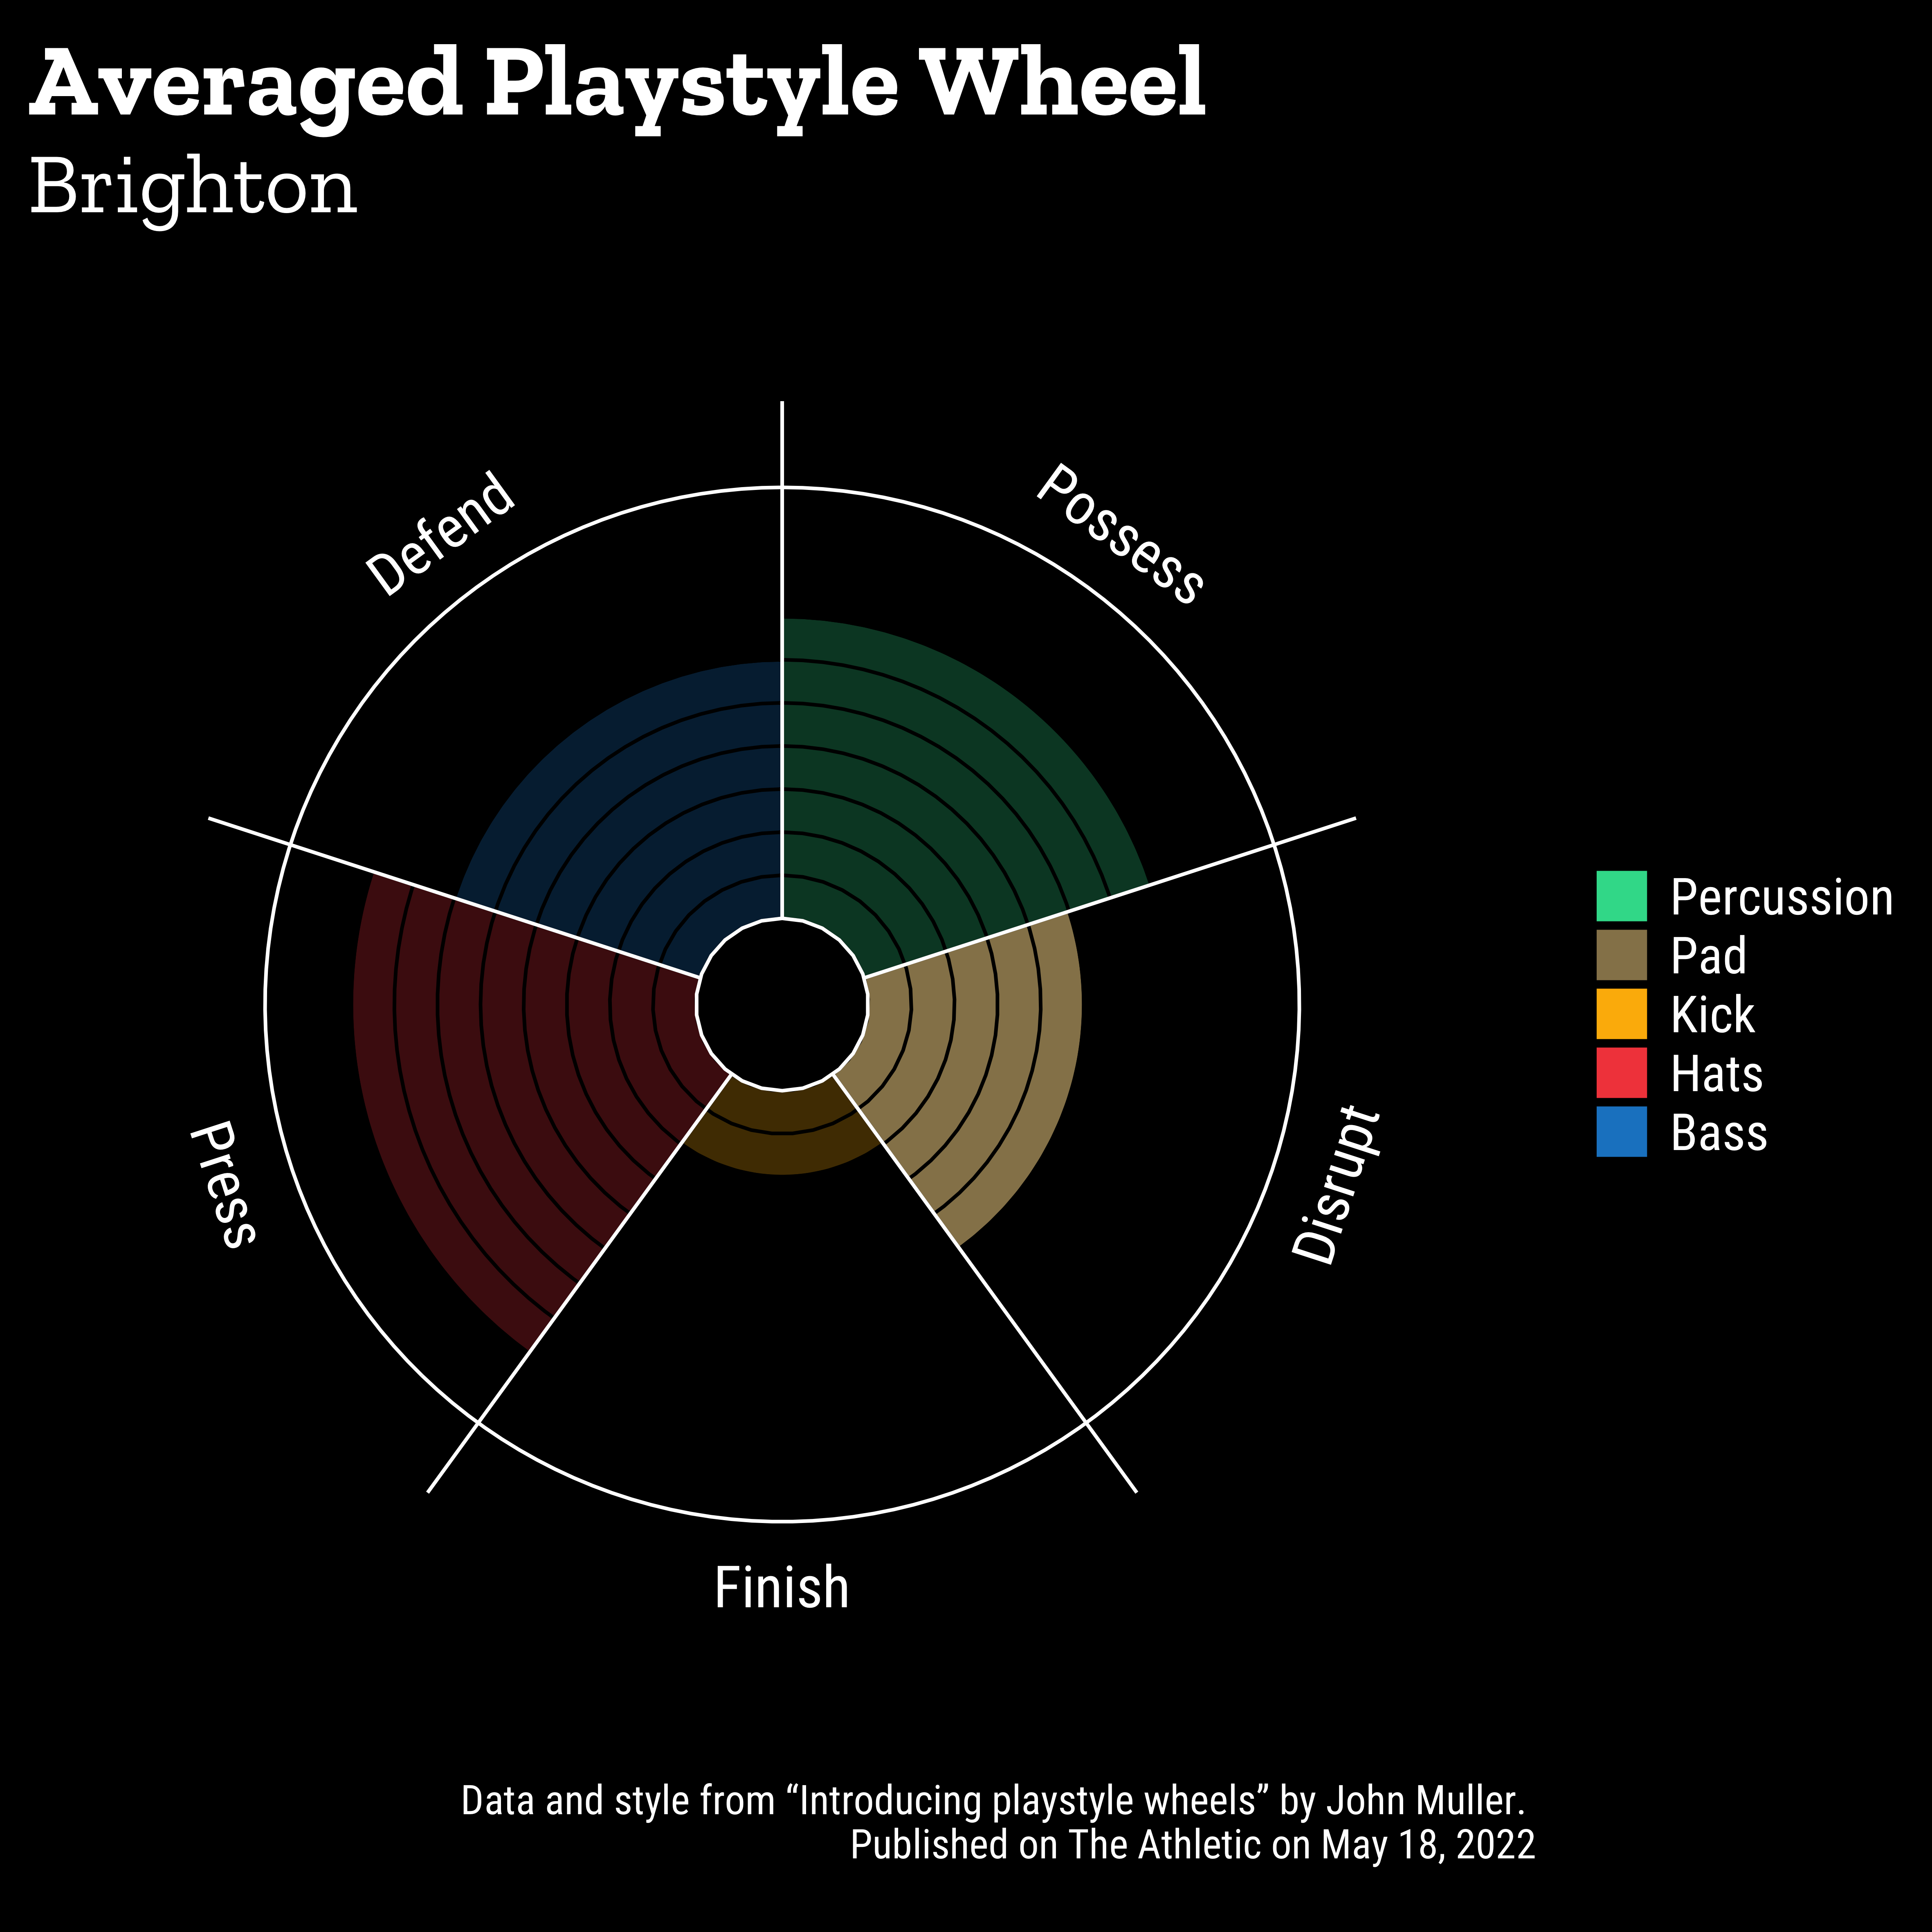 Averaged Playstyle Wheel
Brighton
Defend
Possess
Press
Disrupt
Finish
Percussion
Pad
Kick
Hats
Bass
Data and style from “Introducing playstyle wheels” by John Muller.
Published on The Athletic on May 18, 2022